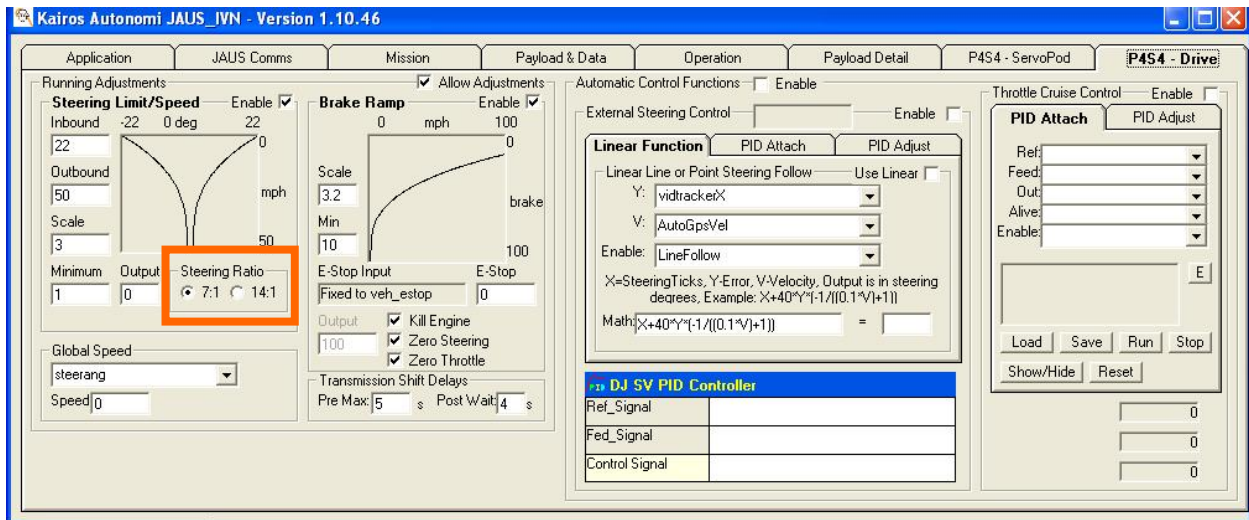 Kairos Autonomi JAUS_IVN - Version 1.10.46
Application JAUS Comms Mission Payload & Data Operation Payload Detail P4S4 - ServoPod P4S4 - Drive
Running Adjustments Allow Adjustments
Steering Limit/Speed Enable
Inbound -22 0 deg 22
22 0
Outbound
50 mph
Scale
3 50
Minimum Output Steering Ratio
1 0 7:1 14:1
Global Speed
steerang
Speed 0
Brake Ramp Enable
0 mph 100
0
Scale
3.2 brake
Min
10 100
E-Stop Input E-Stop
Fixed to veh_estop 0
Output Kill Engine
100 Zero Steering
Zero Throttle
Transmission Shift Delays
Pre Max: 5 s Post Wait: 4 s
Automatic Control Functions Enable
External Steering Control Enable
Linear Function PID Attach PID Adjust
Linear Line or Point Steering Follow Use Linear
Y: vidtrackerX
V: AutoGpsVel
Enable: LineFollow
X=SteeringTicks, Y-Error, V-Velocity, Output is in steering
degrees, Example: X+40*Y*(-1/((0.1*V)+1))
Math: X+40*Y*(-1/((0.1*V)+1)) =
PID DJ SV PID Controller
Ref_Signal
Fed_Signal
Control Signal
Throttle Cruise Control Enable
PID Attach PID Adjust
Ref:
Feed:
Out:
Alive:
Enable:
E
Load Save Run Stop
Show/Hide Reset
0
0
0